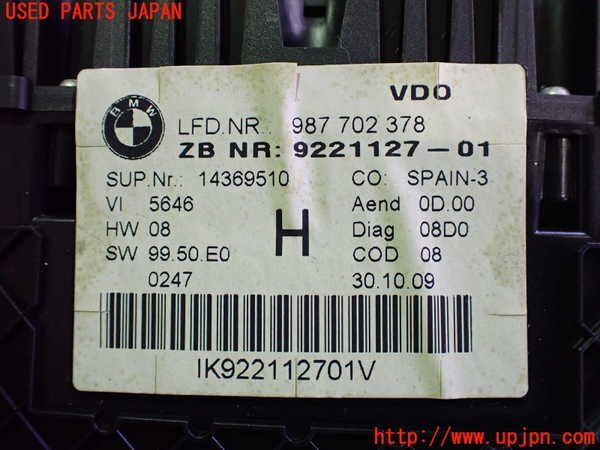 USED PARTS JAPAN
BMW
VDO
LFD.NR.: 987 702 378
ZB NR: 9221127-01
SUP.Nr.: 14369510 CO: SPAIN-3
VI 5646 Aend 0D.00
HW 08 H Diag 08D0
SW 99.50.E0 COD 08
0247 30.10.09
IK922112701V
http://www.upjpn.com/